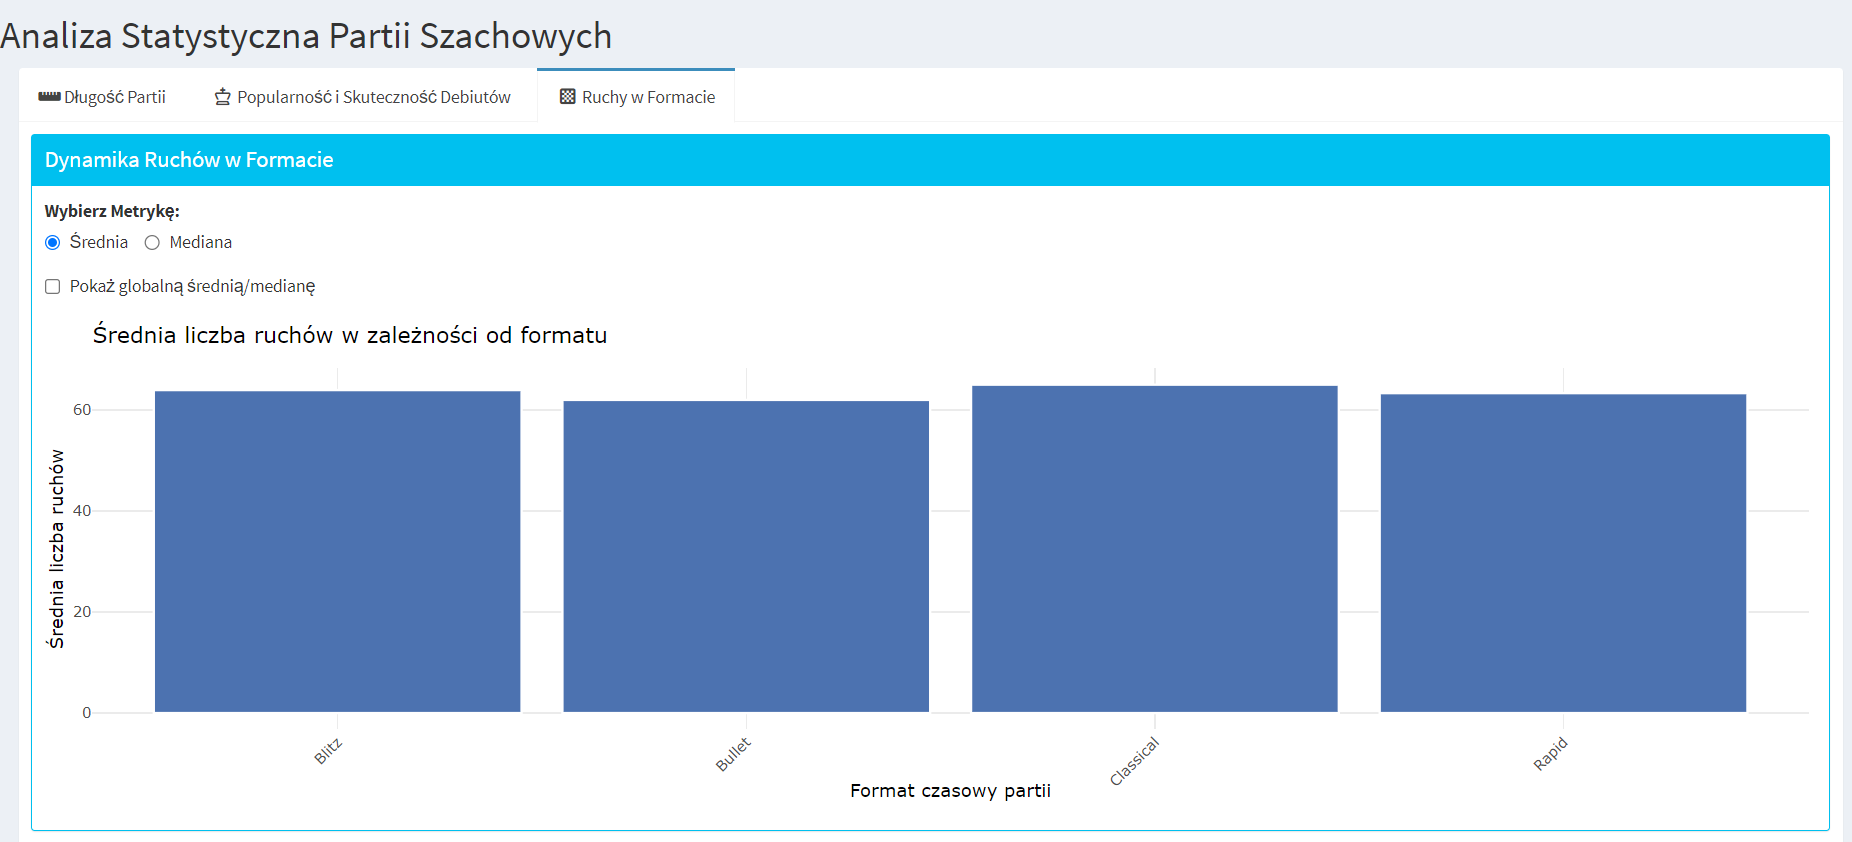 Analiza Statystyczna Partii Szachowych
Długość Partii
Popularność i Skuteczność Debiutów
Ruchy w Formacie
Dynamika Ruchów w Formacie
Wybierz Metrykę:
Średnia Mediana
Pokaż globalną średnią/medianę
Średnia liczba ruchów w zależności od formatu
Średnia liczba ruchów
60
40
20
0
Blitz
Bullet
Classical
Rapid
Format czasowy partii